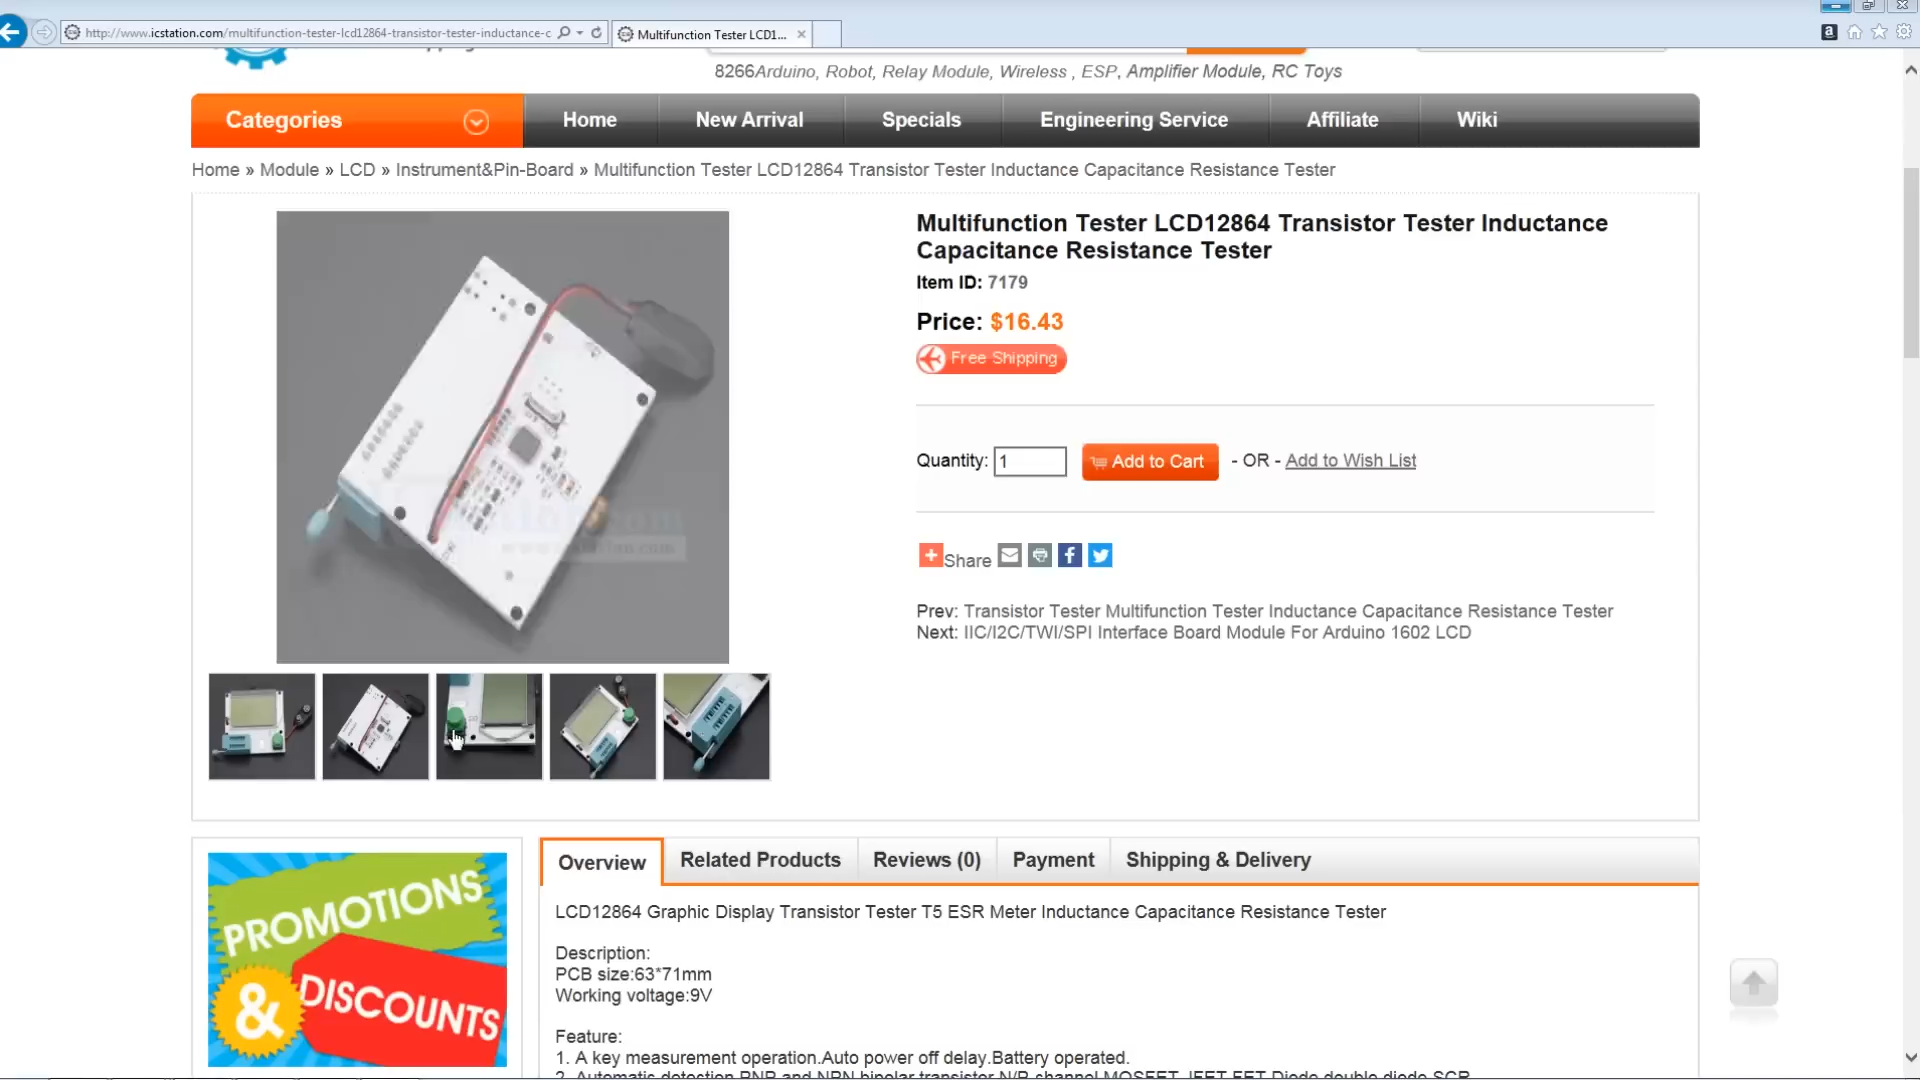 http://www.icstation.com/multifunction-tester-lcd12864-transistor-tester-inductance-c
Multifunction Tester LCD1...
8266Arduino, Robot, Relay Module, Wireless , ESP, Amplifier Module, RC Toys
Categories
Home
New Arrival
Specials
Engineering Service
Affiliate
Wiki
Home » Module » LCD » Instrument&Pin-Board » Multifunction Tester LCD12864 Transistor Tester Inductance Capacitance Resistance Tester
Multifunction Tester LCD12864 Transistor Tester Inductance
Capacitance Resistance Tester
Item ID: 7179
Price: $16.43
Free Shipping
Quantity: 1 Add to Cart - OR - Add to Wish List
Share
Prev: Transistor Tester Multifunction Tester Inductance Capacitance Resistance Tester
Next: IIC/I2C/TWI/SPI Interface Board Module For Arduino 1602 LCD
PROMOTIONS
& DISCOUNTS
Overview
Related Products
Reviews (0)
Payment
Shipping & Delivery
LCD12864 Graphic Display Transistor Tester T5 ESR Meter Inductance Capacitance Resistance Tester
Description:
PCB size:63*71mm
Working voltage:9V
Feature:
1. A key measurement operation.Auto power off delay.Battery operated.
2. Automatic detection PNP and NPN bipolar transistor N/P channel MOSFET JFET FET Diode double diode SCR